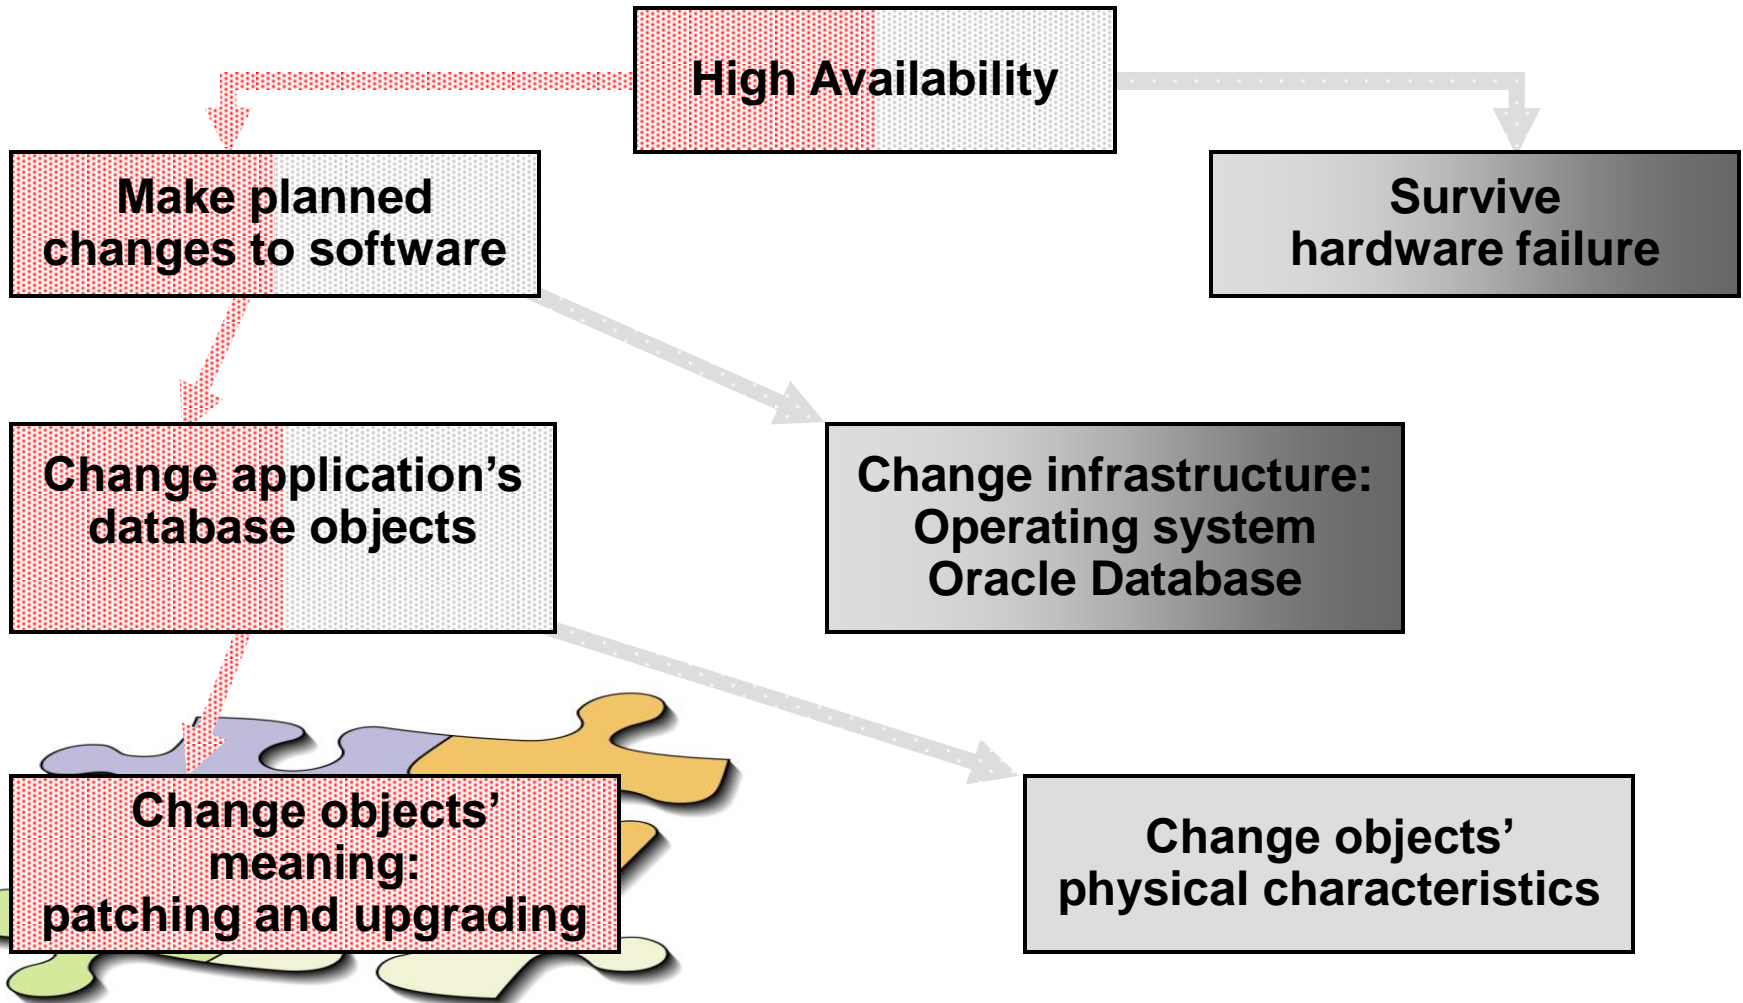 High Availability
Make planned
changes to software
Survive
hardware failure
Change application’s
database objects
Change infrastructure:
Operating system
Oracle Database
Change objects’
meaning:
patching and upgrading
Change objects’
physical characteristics